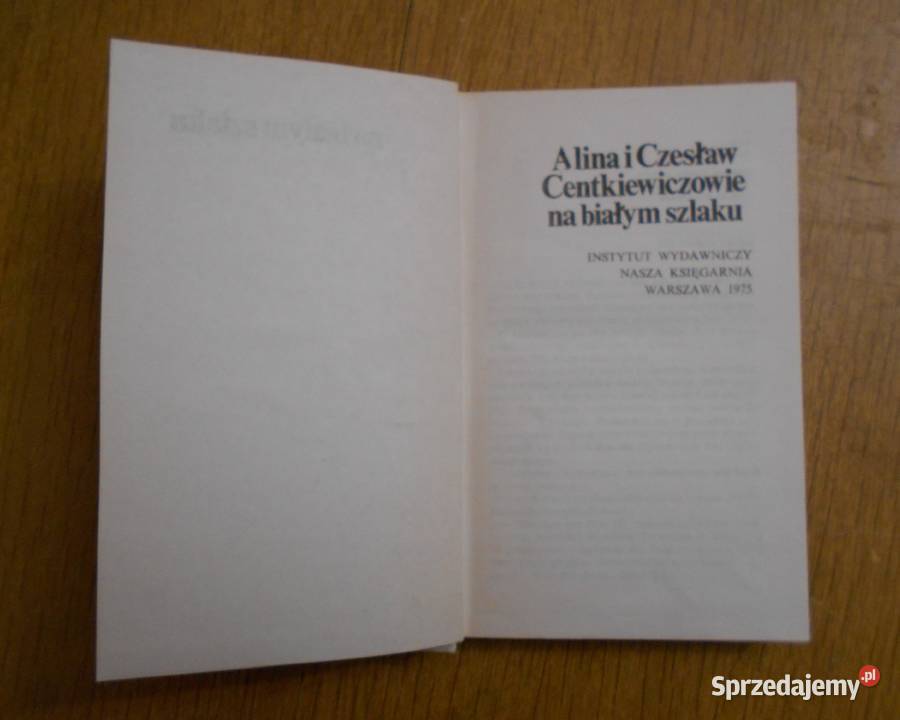 Alina i Czesław
Centkiewiczowie
na białym szlaku
INSTYTUT WYDAWNICZY
NASZA KSIĘGARNIA
WARSZAWA 1975
Sprzedajemy.pl